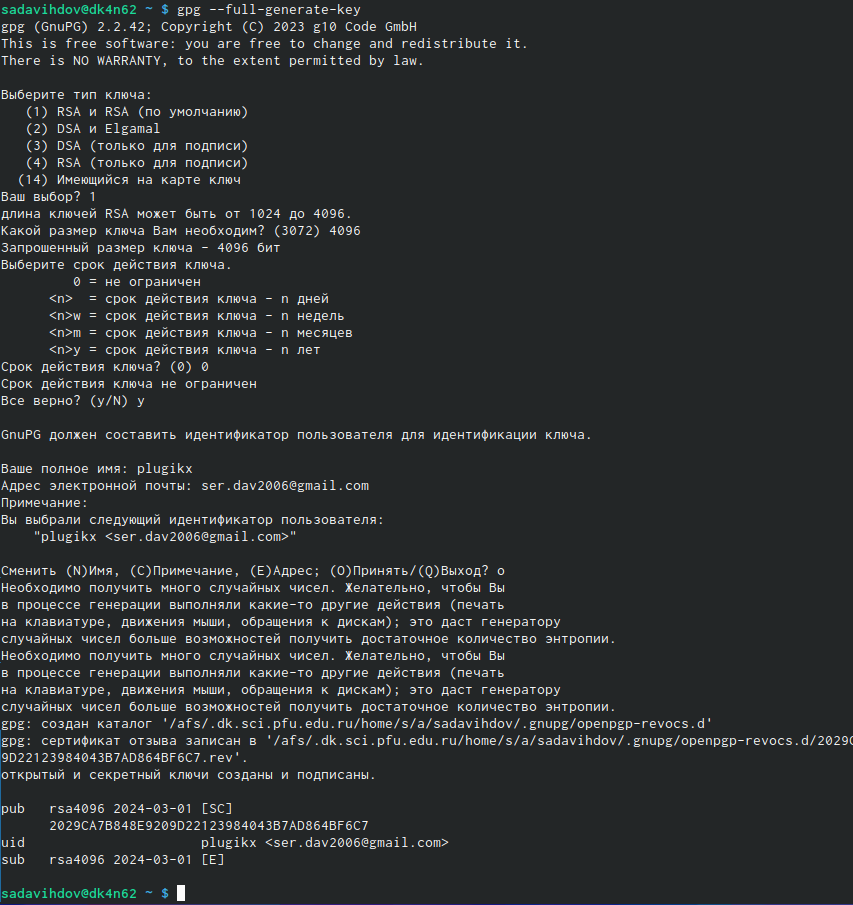 sadavihdov@dk4n62 ~ $ gpg --full-generate-key
gpg (GnuPG) 2.2.42; Copyright (C) 2023 g10 Code GmbH
This is free software: you are free to change and redistribute it.
There is NO WARRANTY, to the extent permitted by law.

Выберите тип ключа:
   (1) RSA и RSA (по умолчанию)
   (2) DSA и Elgamal
   (3) DSA (только для подписи)
   (4) RSA (только для подписи)
  (14) Имеющийся на карте ключ
Ваш выбор? 1
длина ключей RSA может быть от 1024 до 4096.
Какой размер ключа Вам необходим? (3072) 4096
Запрошенный размер ключа - 4096 бит
Выберите срок действия ключа.
         0 = не ограничен
      <n>  = срок действия ключа - n дней
      <n>w = срок действия ключа - n недель
      <n>m = срок действия ключа - n месяцев
      <n>y = срок действия ключа - n лет
Срок действия ключа? (0) 0
Срок действия ключа не ограничен
Все верно? (y/N) y

GnuPG должен составить идентификатор пользователя для идентификации ключа.

Ваше полное имя: plugikx
Адрес электронной почты: ser.dav2006@gmail.com
Примечание:
Вы выбрали следующий идентификатор пользователя:
    "plugikx <ser.dav2006@gmail.com>"

Сменить (N)Имя, (C)Примечание, (E)Адрес; (O)Принять/(Q)Выход? o
Необходимо получить много случайных чисел. Желательно, чтобы Вы
в процессе генерации выполняли какие-то другие действия (печать
на клавиатуре, движения мыши, обращения к дискам); это даст генератору
случайных чисел больше возможностей получить достаточное количество энтропии.
Необходимо получить много случайных чисел. Желательно, чтобы Вы
в процессе генерации выполняли какие-то другие действия (печать
на клавиатуре, движения мыши, обращения к дискам); это даст генератору
случайных чисел больше возможностей получить достаточное количество энтропии.
gpg: создан каталог '/afs/.dk.sci.pfu.edu.ru/home/s/a/sadavihdov/.gnupg/openpgp-revocs.d'
gpg: сертификат отзыва записан в '/afs/.dk.sci.pfu.edu.ru/home/s/a/sadavihdov/.gnupg/openpgp-revocs.d/2029C
9D22123984043B7AD864BF6C7.rev'.
открытый и секретный ключи созданы и подписаны.

pub   rsa4096 2024-03-01 [SC]
      2029CA7B848E9209D22123984043B7AD864BF6C7
uid                      plugikx <ser.dav2006@gmail.com>
sub   rsa4096 2024-03-01 [E]

sadavihdov@dk4n62 ~ $